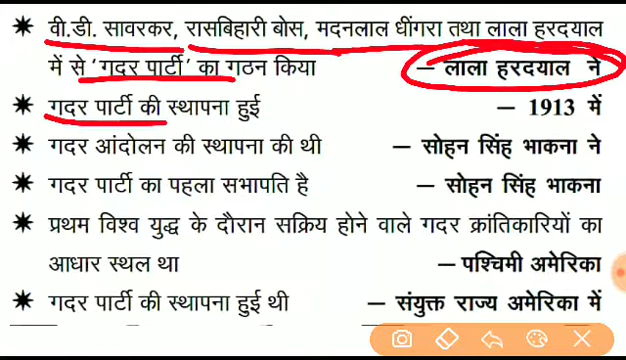 ✷ वी.डी. सावरकर, रासबिहारी बोस, मदनलाल धींगरा तथा लाला हरदयाल
में से ‘गदर पार्टी’ का गठन किया – लाला हरदयाल ने
✷ गदर पार्टी की स्थापना हुई – 1913 में
✷ गदर आंदोलन की स्थापना की थी – सोहन सिंह भाकना ने
✷ गदर पार्टी का पहला सभापति है – सोहन सिंह भाकना
✷ प्रथम विश्व युद्ध के दौरान सक्रिय होने वाले गदर क्रांतिकारियों का
आधार स्थल था – पश्चिमी अमेरिका
✷ गदर पार्टी की स्थापना हुई थी – संयुक्त राज्य अमेरिका में